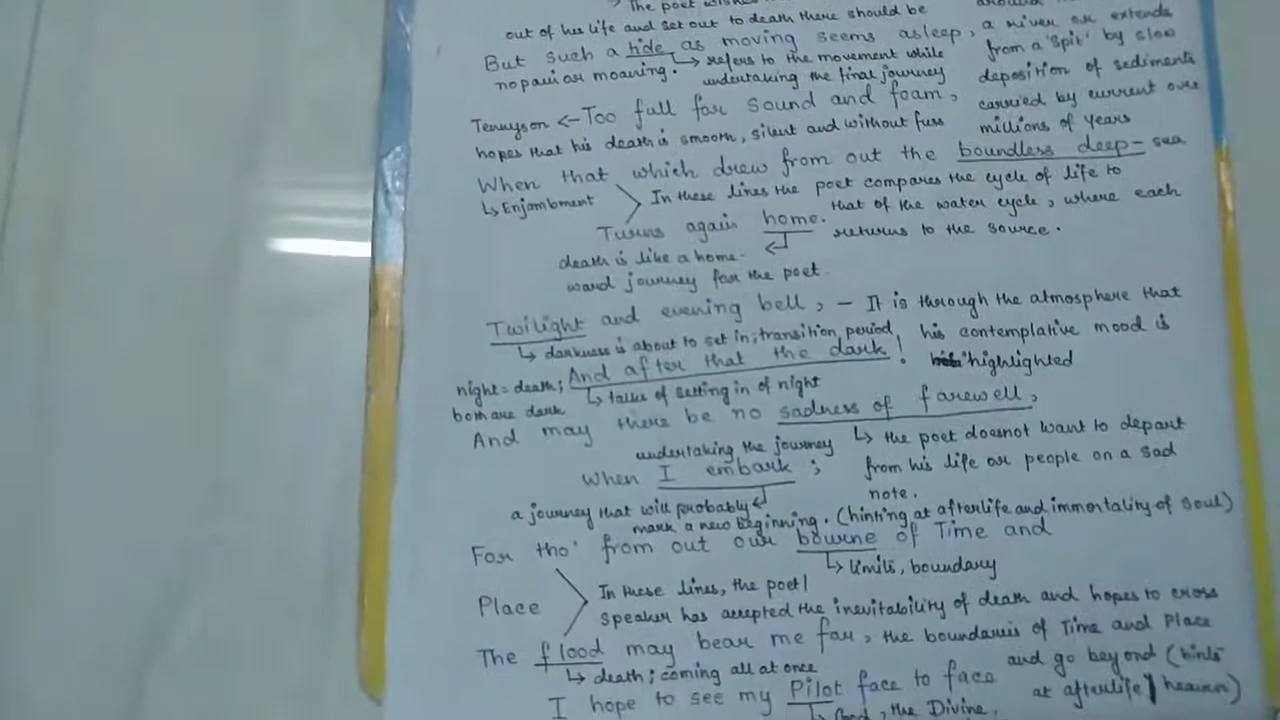 → The poet wishes
out of his life and set out to death there should be
But such a tide as moving seems asleep, a river or extends
no pain or moaning. ↳ refers to the movement while from a 'spit' by slow
undertaking the final journey deposition of sediments
Tennyson <- Too full for sound and foam, carried by current over
hopes that his death is smooth, silent and without fuss millions of years
When that which drew from out the boundless deep - sea
↳ Enjambment In these lines the poet compares the cycle of life to
Turns again home. that of the water cycle, where each
returns to the source.
death is like a home-
ward journey for the poet.
Twilight and evening bell, - It is through the atmosphere that
↳ darkness is about to set in; transition period his contemplative mood is
And after that the dark! highlighted
night = death; ↳ talks of setting in of night
both are dark
And may there be no sadness of farewell,
undertaking the journey ↳ the poet doesnot want to depart
When I embark; from his life or people on a sad
note.
a journey that will probably
mark a new beginning. (hinting at afterlife and immortality of soul)
For tho' from out our bourne of Time and
↳ limits, boundary
Place In these lines, the poet/
speaker has accepted the inevitability of death and hopes to cross
The flood may bear me far, the boundaries of Time and Place
↳ death; coming all at once and go beyond (hints
I hope to see my Pilot face to face at afterlife/heaven)
↳ God, the Divine,